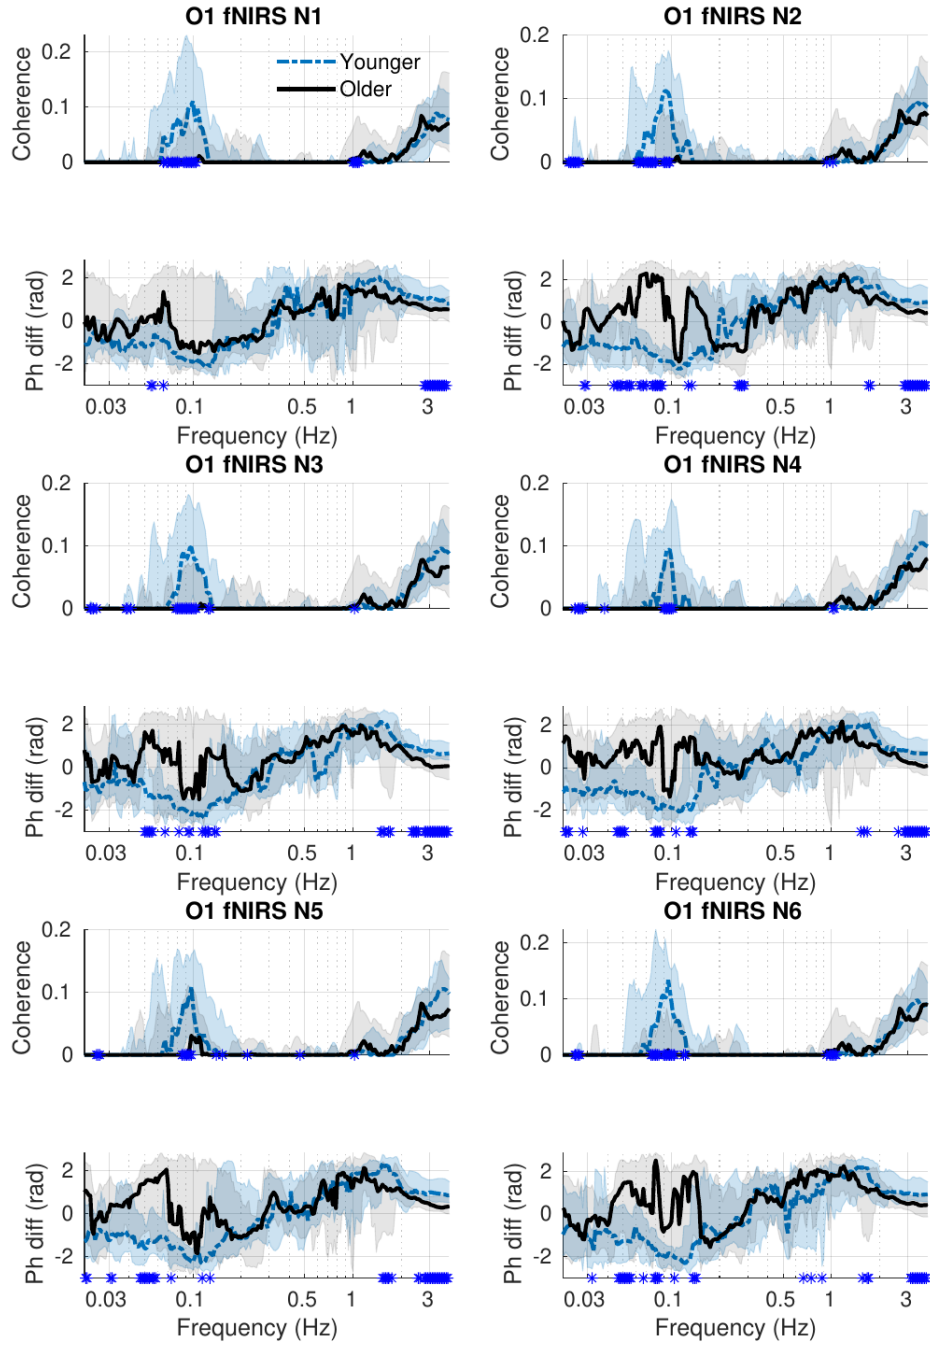 O1 fNIRS N1
O1 fNIRS N2
Coherence
0.2
0.1
0
Younger
Older
Coherence
0.2
0.1
0
Ph diff (rad)
2
0
-2
0.03 0.1 0.5 1 3
Frequency (Hz)
Ph diff (rad)
2
0
-2
0.03 0.1 0.5 1 3
Frequency (Hz)
O1 fNIRS N3
O1 fNIRS N4
Coherence
0.2
0.1
0
Coherence
0.2
0.1
0
Ph diff (rad)
2
0
-2
0.03 0.1 0.5 1 3
Frequency (Hz)
Ph diff (rad)
2
0
-2
0.03 0.1 0.5 1 3
Frequency (Hz)
O1 fNIRS N5
O1 fNIRS N6
Coherence
0.2
0.1
0
Coherence
0.2
0.1
0
Ph diff (rad)
2
0
-2
0.03 0.1 0.5 1 3
Frequency (Hz)
Ph diff (rad)
2
0
-2
0.03 0.1 0.5 1 3
Frequency (Hz)